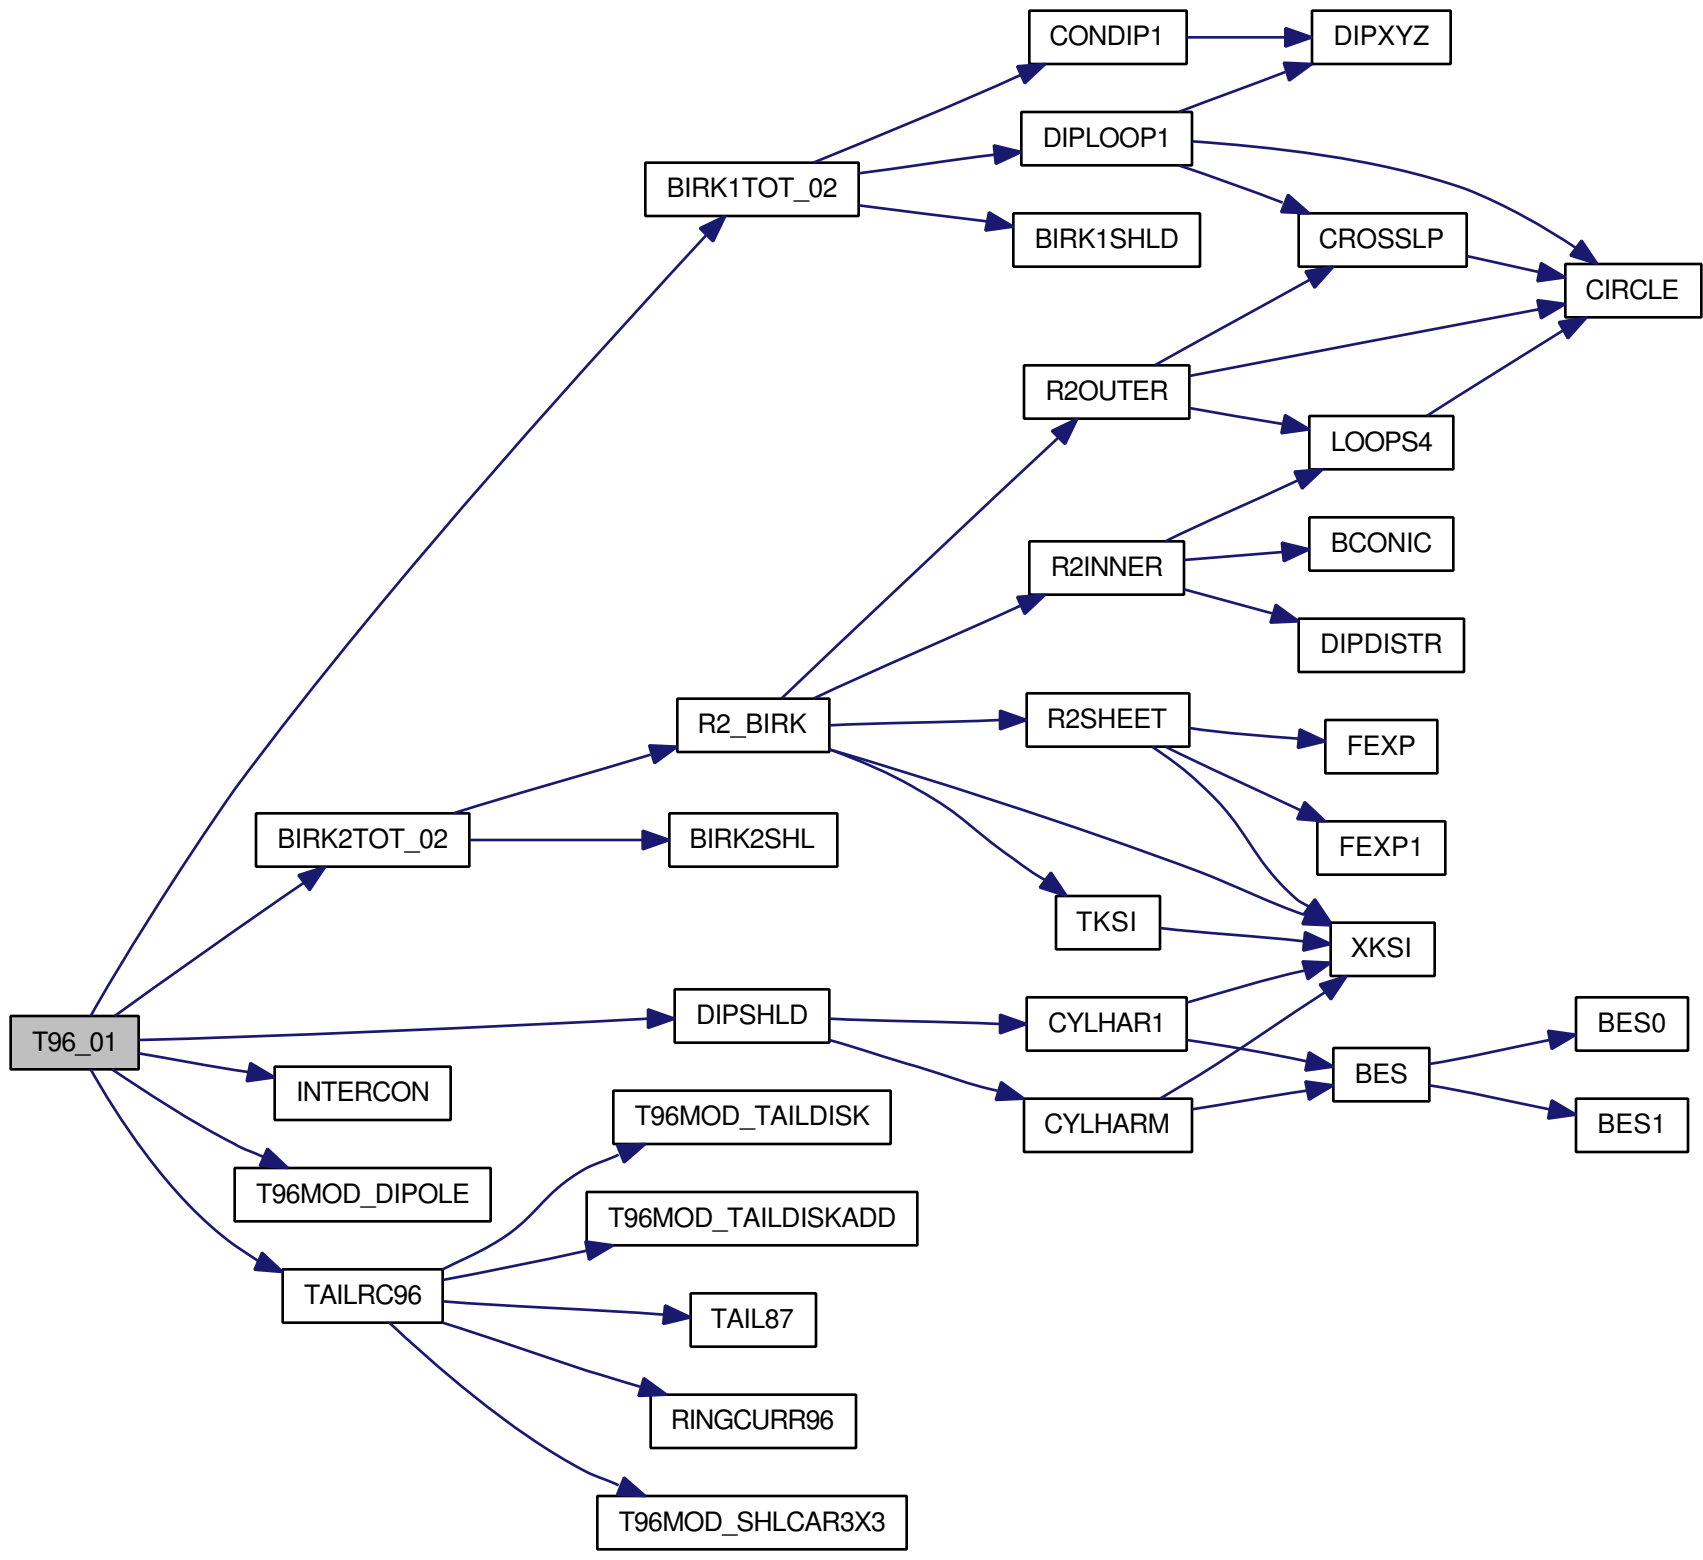 CONDIP1
DIPXYZ
DIPLOOP1
BIRK1TOT_02
BIRK1SHLD
CROSSLP
CIRCLE
R2OUTER
LOOPS4
R2INNER
BCONIC
DIPDISTR
R2_BIRK
R2SHEET
FEXP
BIRK2TOT_02
BIRK2SHL
FEXP1
TKSI
XKSI
T96_01
DIPSHLD
CYLHAR1
BES0
INTERCON
BES
T96MOD_TAILDISK
CYLHARM
BES1
T96MOD_DIPOLE
T96MOD_TAILDISKADD
TAILRC96
TAIL87
RINGCURR96
T96MOD_SHLCAR3X3